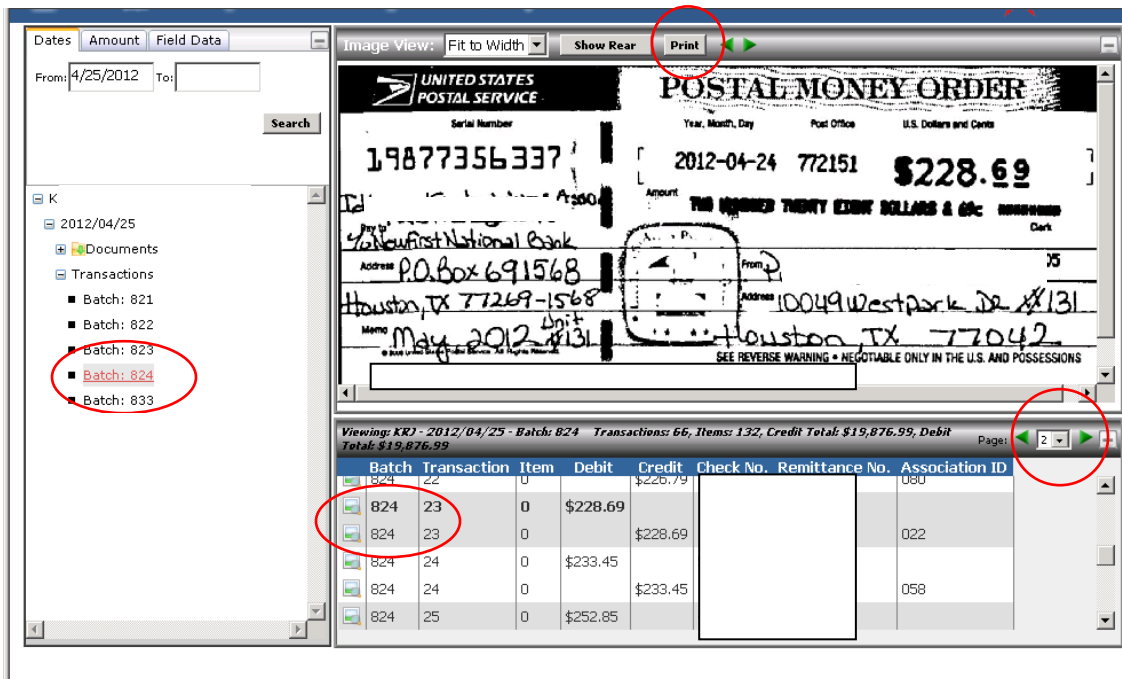 Dates Amount Field Data
From: 4/25/2012 To:
Search
K
2012/04/25
Documents
Transactions
Batch: 821
Batch: 822
Batch: 823
Batch: 824
Batch: 833
Image View: Fit to Width Show Rear Print
UNITED STATES
POSTAL SERVICE
POSTAL MONEY ORDER
Serial Number
Year, Month, Day Post Office U.S. Dollars and Cents
19877356337
2012-04-24 772151 $228.69
Amount
TWO HUNDRED TWENTY EIGHT DOLLARS & 69c
Pay to
Clerk
c/o NewFirst National Bank
05
Address P.O. Box 691568
From
Houston, TX 77269-1568
Address 10049 Westpark DR #131
Memo May 2012 Unit #131
Houston, TX 77042
SEE REVERSE WARNING • NEGOTIABLE ONLY IN THE U.S. AND POSSESSIONS
Viewing: KRJ - 2012/04/25 - Batch: 824 Transactions: 66, Items: 132, Credit Total: $19,876.99, Debit
Total: $19,876.99
Page: 2
Batch Transaction Item Debit Credit Check No. Remittance No. Association ID
824 22 0 $226.79 080
824 23 0 $228.69
824 23 0 $228.69 022
824 24 0 $233.45
824 24 0 $233.45 058
824 25 0 $252.85